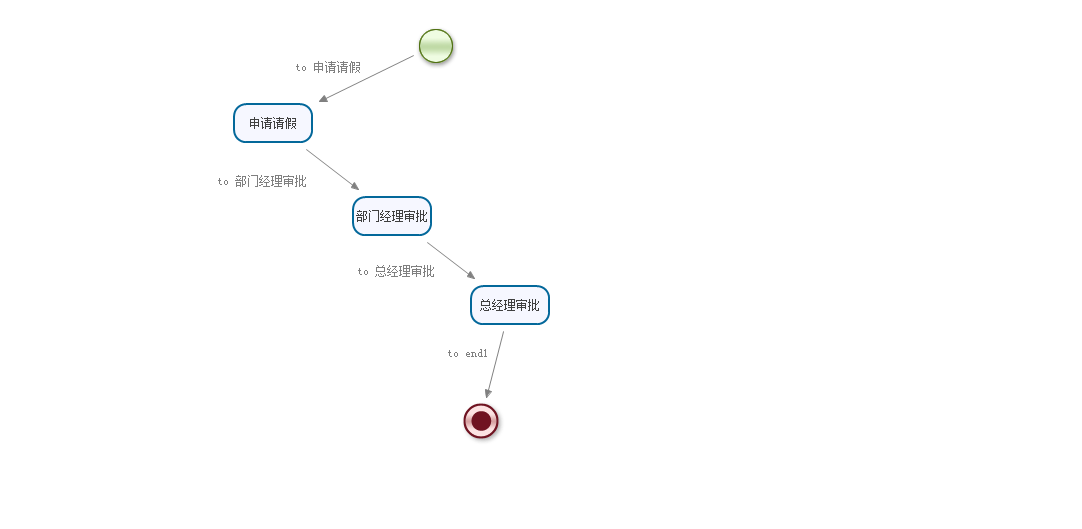 to 申请请假
申请请假
to 部门经理审批
部门经理审批
to 总经理审批
总经理审批
to end1